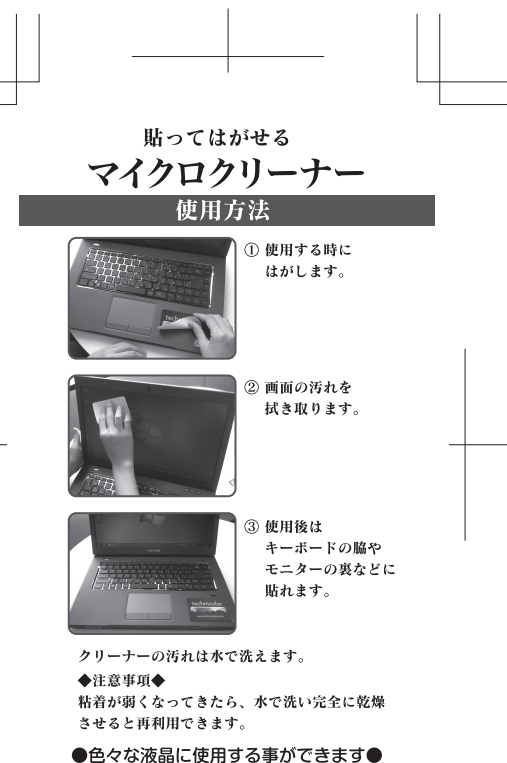 貼ってはがせる
マイクロクリーナー
使用方法
① 使用する時に
はがします。
② 画面の汚れを
拭き取ります。
③ 使用後は
キーボードの脇や
モニターの裏などに
貼れます。
クリーナーの汚れは水で洗えます。
◆注意事項◆
粘着が弱くなってきたら、水で洗い完全に乾燥
させると再利用できます。
●色々な液晶に使用する事ができます●